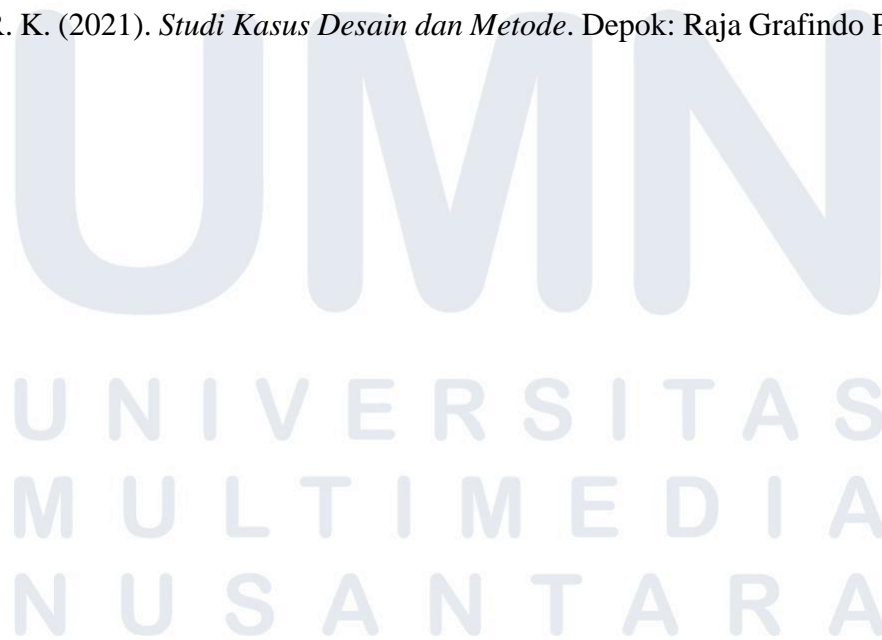 R. K. (2021). Studi Kasus Desain dan Metode. Depok: Raja Grafindo
UMN
UNIVERSITAS
MULTIMEDIA
NUSANTARA